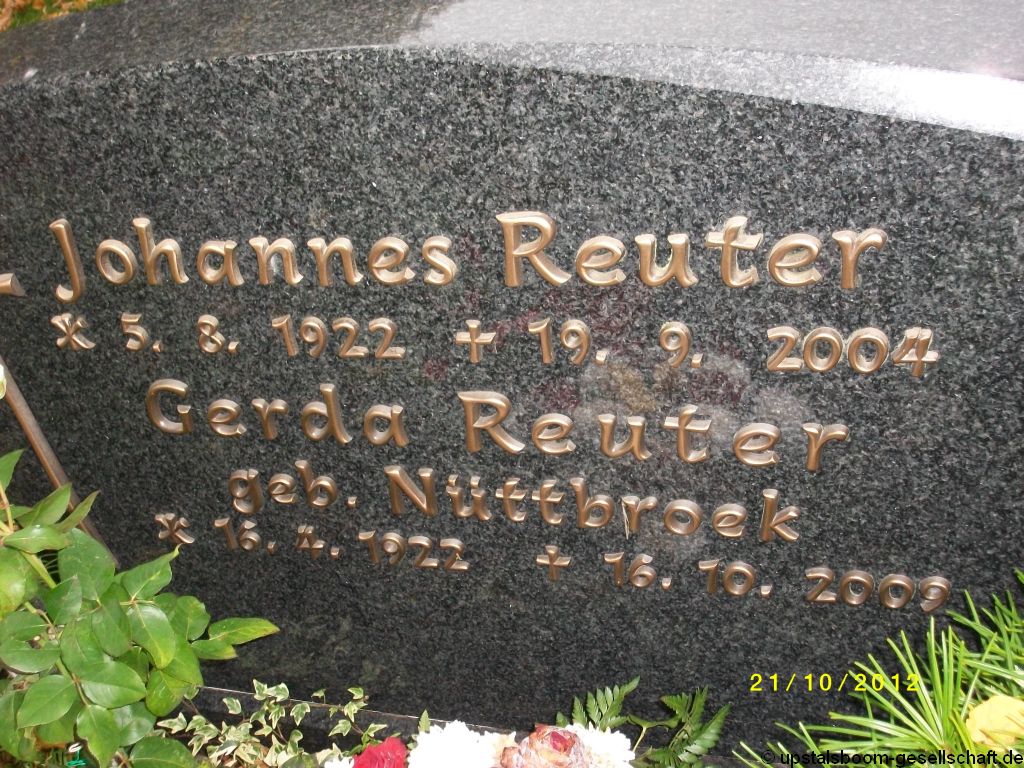 Johannes Reuter
* 5. 8. 1922 ✝ 19. 9. 2004
Gerda Reuter
geb. Nüttbroek
* 16. 4. 1922 ✝ 16. 10. 2009
21/10/2012
© upstalsboom-gesellschaft.de